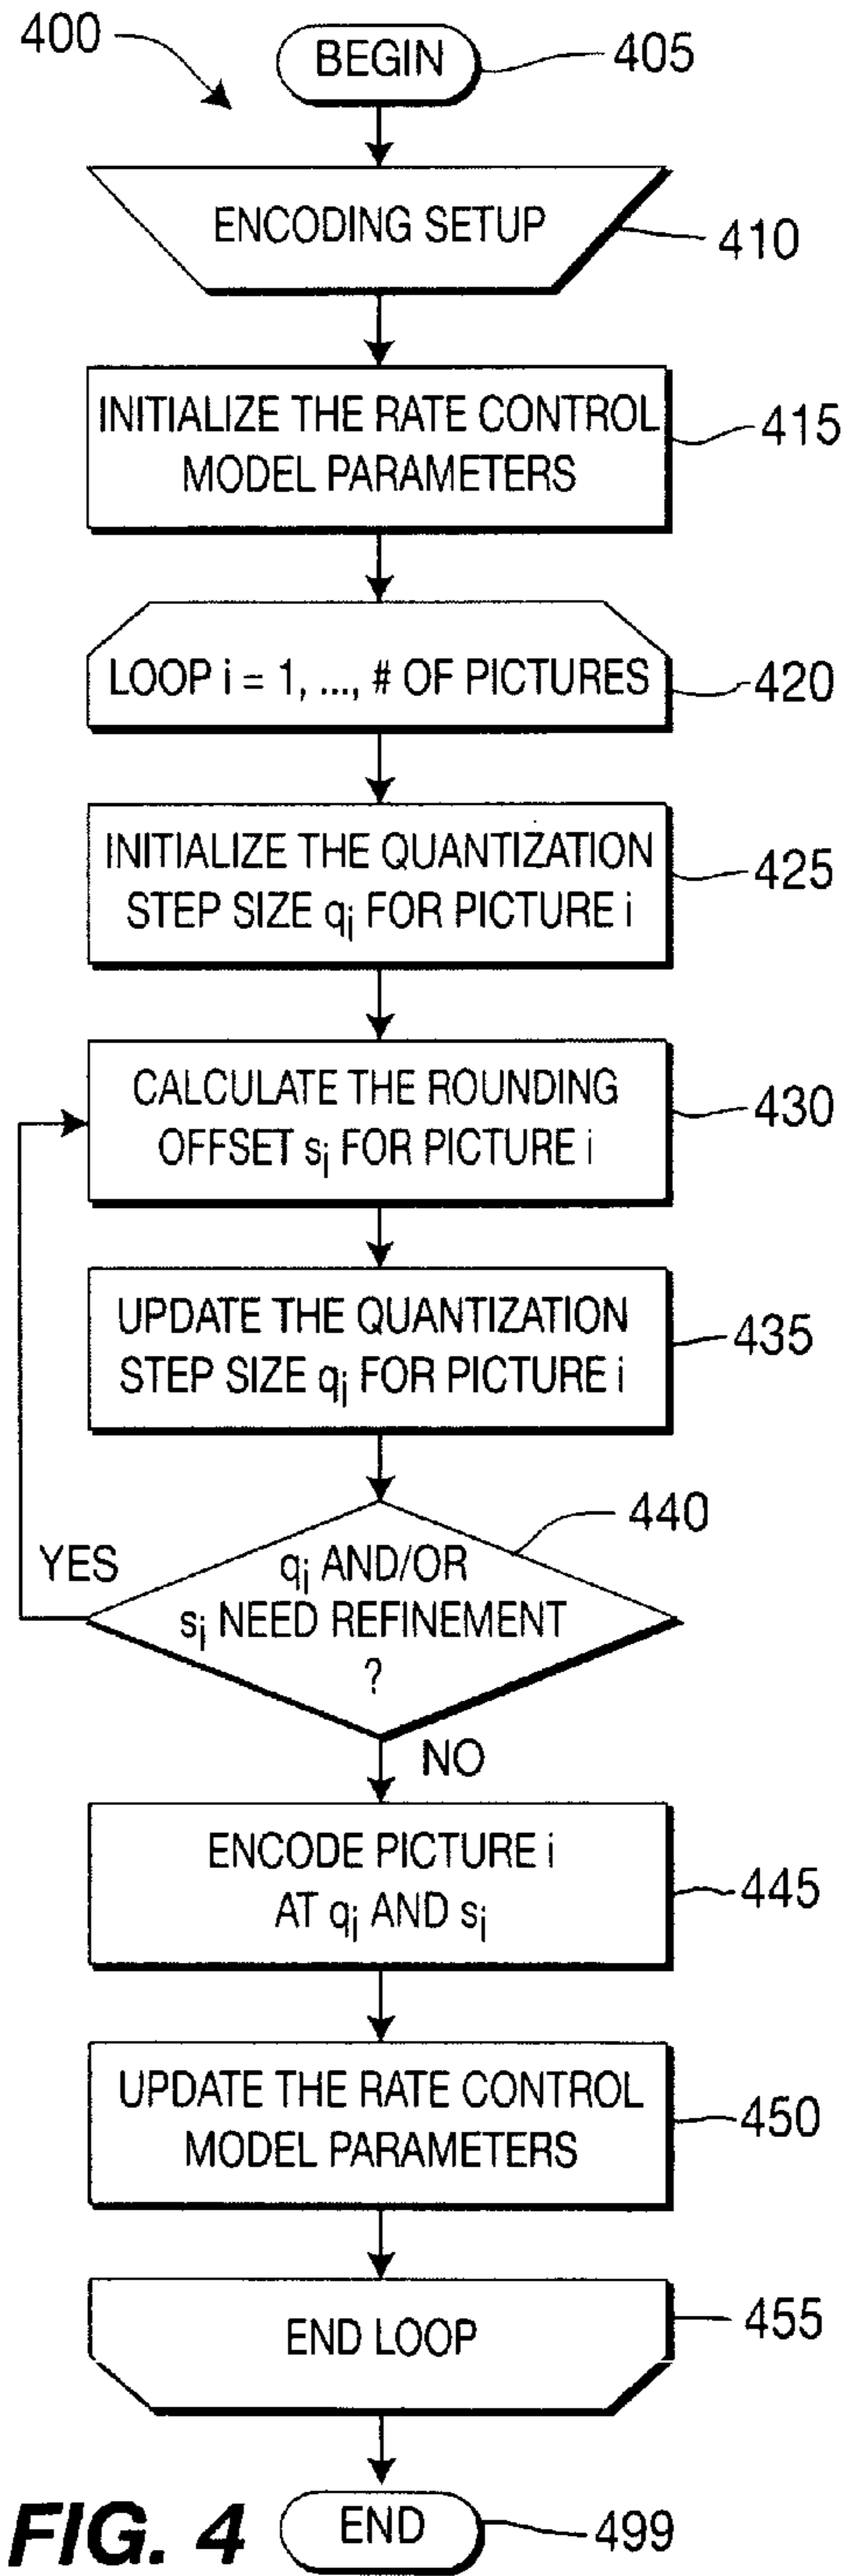 400
BEGIN
405
ENCODING SETUP
410
INITIALIZE THE RATE CONTROL
MODEL PARAMETERS
415
LOOP i = 1, ..., # OF PICTURES
420
INITIALIZE THE QUANTIZATION
STEP SIZE qi FOR PICTURE i
425
CALCULATE THE ROUNDING
OFFSET si FOR PICTURE i
430
UPDATE THE QUANTIZATION
STEP SIZE qi FOR PICTURE i
435
440
YES
qi AND/OR
si NEED REFINEMENT
?
NO
ENCODE PICTURE i
AT qi AND si
445
UPDATE THE RATE CONTROL
MODEL PARAMETERS
450
END LOOP
455
END
499
FIG. 4